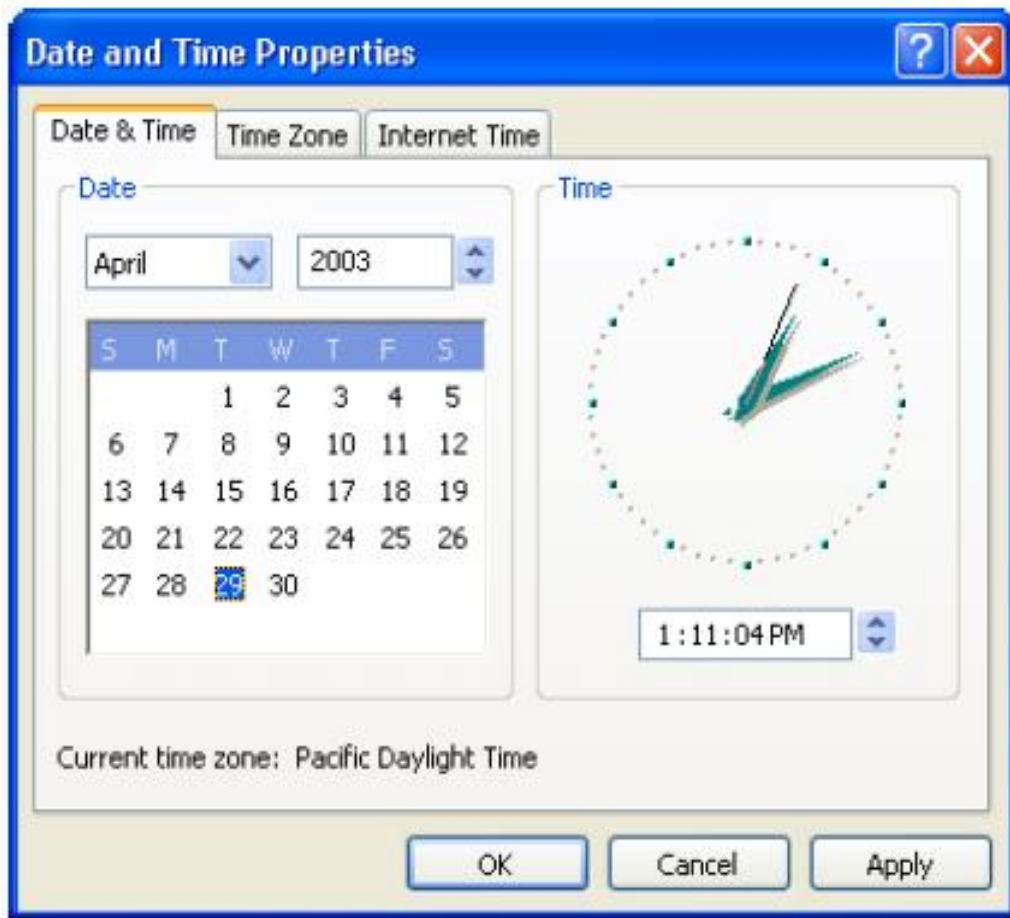 Date and Time Properties ?
Date & Time Time Zone Internet Time
Date
April 2003
S M T W T F S
1 2 3 4 5
6 7 8 9 10 11 12
13 14 15 16 17 18 19
20 21 22 23 24 25 26
27 28 29 30
Time
1:11:04 PM
Current time zone: Pacific Daylight Time
OK Cancel Apply